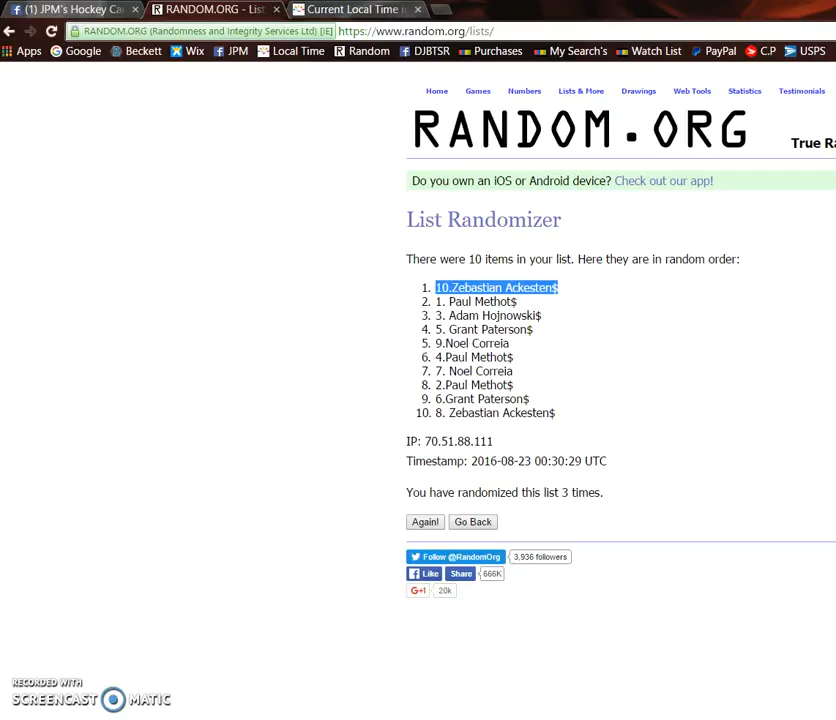 (1) JPM's Hockey Ca
RANDOM.ORG - List
Current Local Time i
RANDOM.ORG (Randomness and Integrity Services Ltd) [IE] https://www.random.org/lists/
Apps Google Beckett Wix JPM Local Time Random DJBTSR Purchases My Search's Watch List PayPal C.P USPS
Home Games Numbers Lists & More Drawings Web Tools Statistics Testimonials
RANDOM.ORG
True Ra
Do you own an iOS or Android device? Check out our app!
List Randomizer
There were 10 items in your list. Here they are in random order:
1. 10.Zebastian Ackesten$
2. 1. Paul Methot$
3. 3. Adam Hojnowski$
4. 5. Grant Paterson$
5. 9.Noel Correia
6. 4.Paul Methot$
7. 7. Noel Correia
8. 2.Paul Methot$
9. 6.Grant Paterson$
10. 8. Zebastian Ackesten$
IP: 70.51.88.111
Timestamp: 2016-08-23 00:30:29 UTC
You have randomized this list 3 times.
Again! Go Back
Follow @RandomOrg 3,936 followers
Like Share 666K
G+1 20k
RECORDED WITH
SCREENCAST MATIC